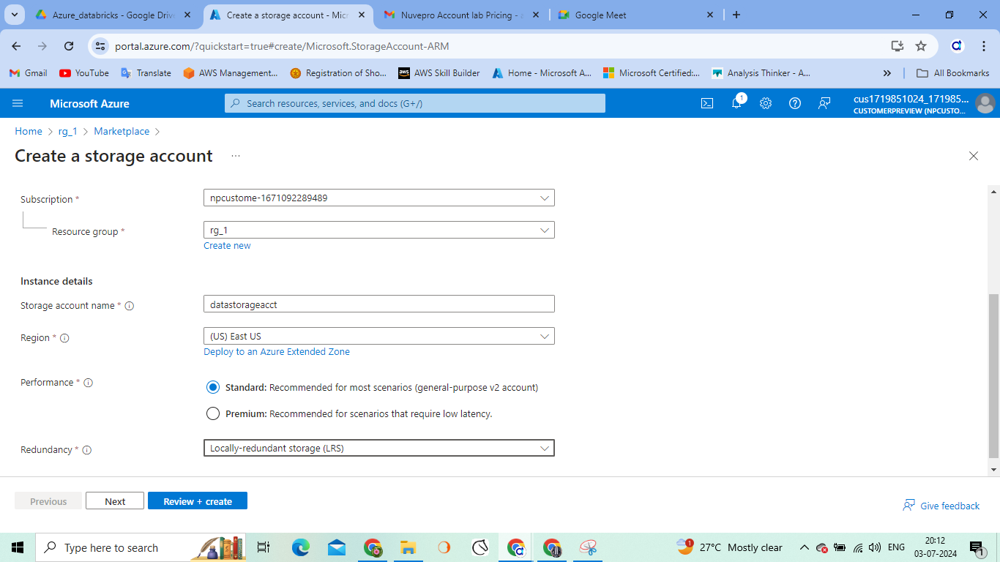 Azure_databricks - Google Driv
Create a storage account - Micr
Nuvepro Account lab Pricing - a
Google Meet
portal.azure.com/?quickstart=true#create/Microsoft.StorageAccount-ARM
Gmail
YouTube
Translate
AWS Management...
Registration of Sho...
AWS Skill Builder
Home - Microsoft A...
Microsoft Certified:...
Analysis Thinker - A...
All Bookmarks
Microsoft Azure
Search resources, services, and docs (G+/)
1
cus1719851024_171985...
CUSTOMERPREVIEW (NPCUSTO...
Home > rg_1 > Marketplace >
Create a storage account ...
Subscription *
npcustome-1671092289489
Resource group *
rg_1
Create new
Instance details
Storage account name *
datastorageacct
Region *
(US) East US
Deploy to an Azure Extended Zone
Performance *
Standard: Recommended for most scenarios (general-purpose v2 account)
Premium: Recommended for scenarios that require low latency.
Redundancy *
Locally-redundant storage (LRS)
Previous
Next
Review + create
Give feedback
Type here to search
1
27°C Mostly clear
ENG
20:12
03-07-2024
1